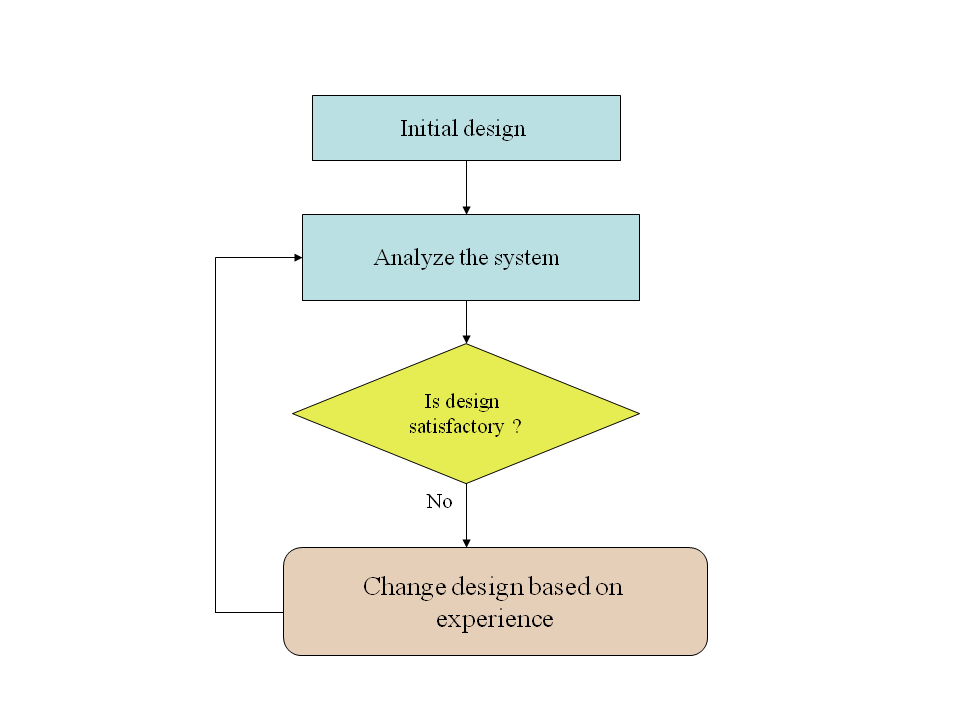 Initial design
Analyze the system
Is design
satisfactory ?
No
Change design based on
experience